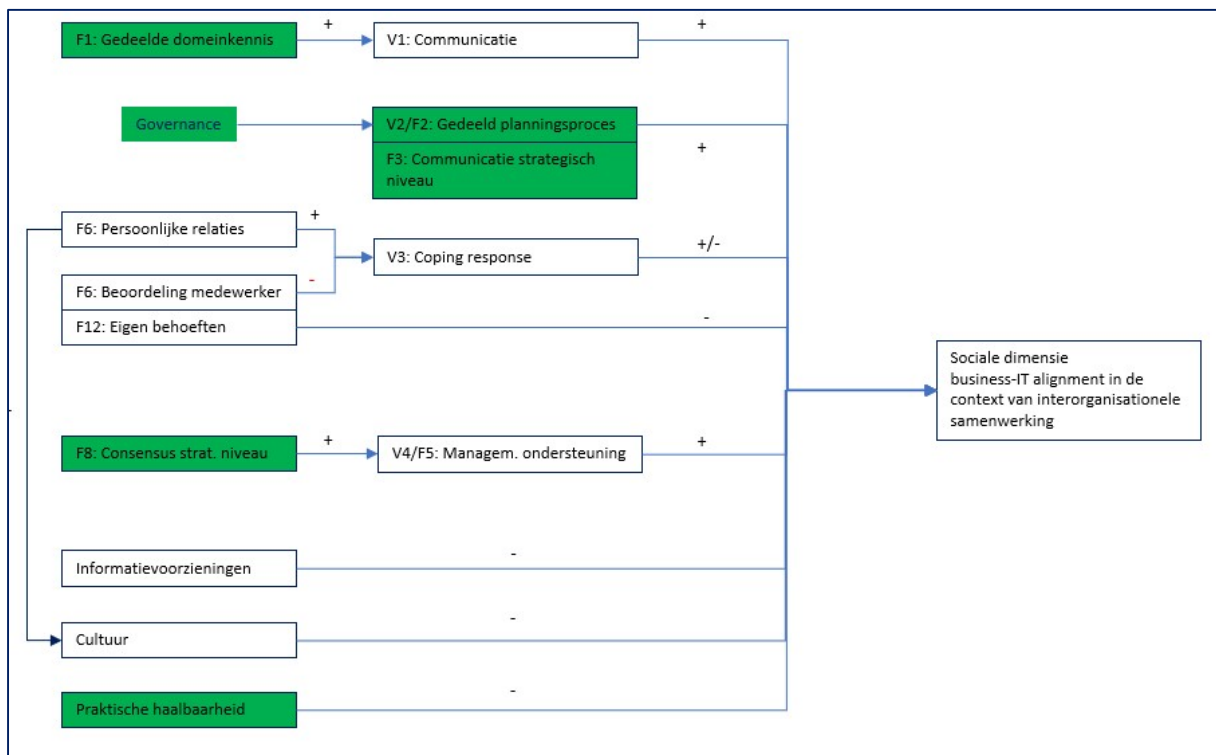 F1: Gedeelde domeinkennis
+
V1: Communicatie
+
Governance
V2/F2: Gedeeld planningsproces
F3: Communicatie strategisch
niveau
+
F6: Persoonlijke relaties
+
V3: Coping response
+/-
-
F6: Beoordeling medewerker
F12: Eigen behoeften
-
Sociale dimensie
business-IT alignment in de
context van interorganisationele
samenwerking
F8: Consensus strat. niveau
+
V4/F5: Managem. ondersteuning
+
Informatievoorzieningen
-
Cultuur
-
Praktische haalbaarheid
-